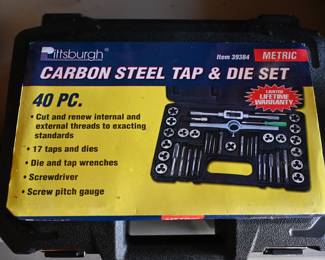 Pittsburgh
Item 39384
METRIC
CARBON STEEL TAP & DIE SET
40 PC.
LIMITED
LIFETIME
WARRANTY
• Cut and renew internal and
external threads to exacting
standards
• 17 taps and dies
• Die and tap wrenches
• Screwdriver
• Screw pitch gauge